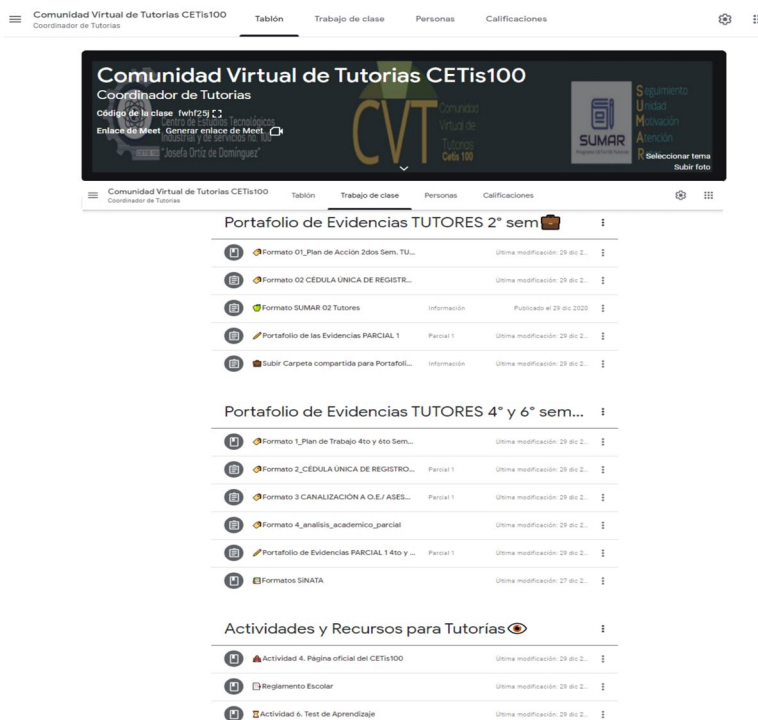 Comunidad Virtual de Tutorias CETis100
Coordinador de Tutorias
Tablón Trabajo de clase Personas Calificaciones
Comunidad Virtual de Tutorias CETis100
Coordinador de Tutorias
Código de la clase fwhf25j
Enlace de Meet Generar enlace de Meet
Centro de Estudios Tecnológicos
industrial y de servicios no. 100
"Josefa Ortíz de Domínguez"
CVT
Comunidad
Virtual de
Tutorías
Cetis 100
SUMAR
Seguimiento
Unidad
Motivación
Atención
R
Seleccionar tema
Subir foto
Comunidad Virtual de Tutorias CETis100
Coordinador de Tutorias
Tablón Trabajo de clase Personas Calificaciones
Portafolio de Evidencias TUTORES 2° sem
Formato 01_Plan de Acción 2dos Sem. TU... Última modificación: 29 dic 2...
Formato 02 CÉDULA ÚNICA DE REGISTR... Última modificación: 29 dic 2...
Formato SUMAR 02 Tutores Información Publicado el 29 dic 2020
Portafolio de las Evidencias PARCIAL 1 Parcial 1 Última modificación: 29 dic 2...
Subir Carpeta compartida para Portafoli... Información Última modificación: 29 dic 2...
Portafolio de Evidencias TUTORES 4° y 6° sem...
Formato 1_Plan de Trabajo 4to y 6to Sem... Última modificación: 29 dic 2...
Formato 2_CÉDULA ÚNICA DE REGISTRO... Parcial 1 Última modificación: 29 dic 2...
Formato 3 CANALIZACIÓN A O.E./ ASES... Parcial 1 Última modificación: 29 dic 2...
Formato 4_analisis_academico_parcial Última modificación: 29 dic 2...
Portafolio de Evidencias PARCIAL 1 4to y ... Parcial 1 Última modificación: 29 dic 2...
Formatos SiNATA Última modificación: 27 dic 2...
Actividades y Recursos para Tutorías
Actividad 4. Página oficial del CETis100 Última modificación: 29 dic 2...
Reglamento Escolar Última modificación: 29 dic 2...
Actividad 6. Test de Aprendizaje Última modificación: 29 dic 2...